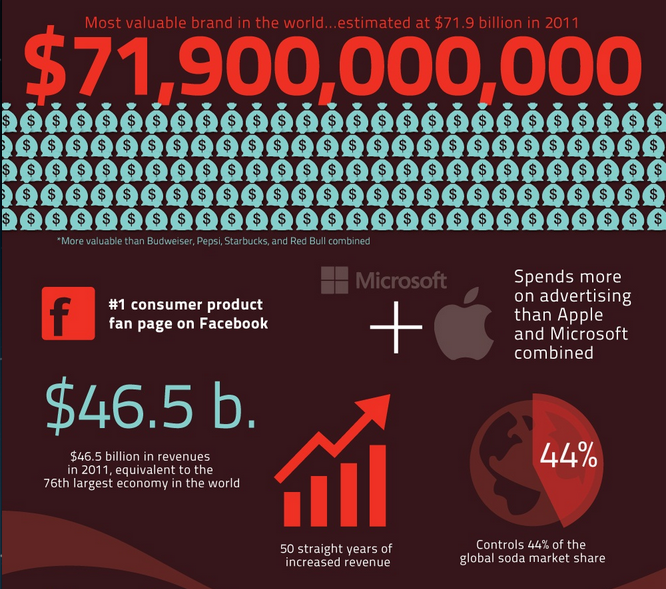 Most valuable brand in the world...estimated at $71.9 billion in 2011
$71,900,000,000
*More valuable than Budweiser, Pepsi, Starbucks, and Red Bull combined
f
#1 consumer product
fan page on Facebook
Microsoft
+
Spends more
on advertising
than Apple
and Microsoft
combined
$46.5 b.
$46.5 billion in revenues
in 2011, equivalent to the
76th largest economy in the world
50 straight years of
increased revenue
44%
Controls 44% of the
global soda market share